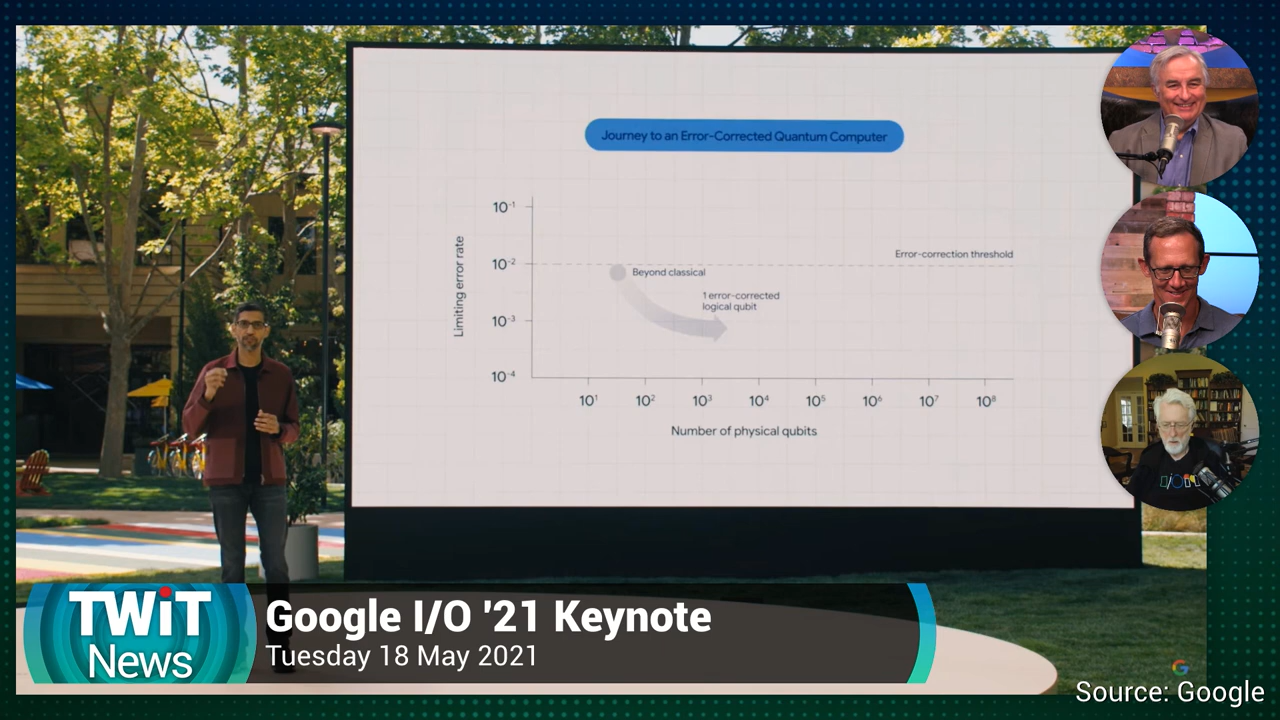 Journey to an Error-Corrected Quantum Computer
10⁻¹
10⁻²
10⁻³
10⁻⁴
Limiting error rate
Error-correction threshold
Beyond classical
1 error-corrected
logical qubit
10¹ 10² 10³ 10⁴ 10⁵ 10⁶ 10⁷ 10⁸
Number of physical qubits
I/O
TWiT
News
Google I/O '21 Keynote
Tuesday 18 May 2021
Source: Google